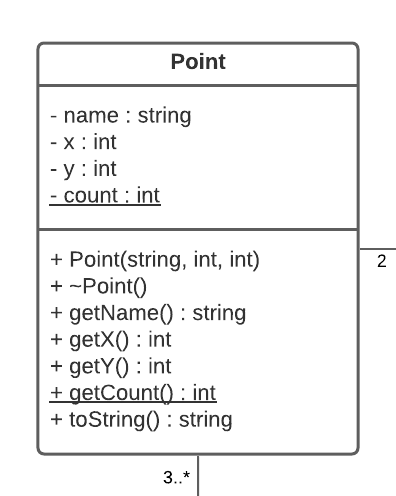 Point
- name : string
- x : int
- y : int
- count : int
+ Point(string, int, int)
+ ~Point()
+ getName() : string
+ getX() : int
+ getY() : int
+ getCount() : int
+ toString() : string
2
3..*